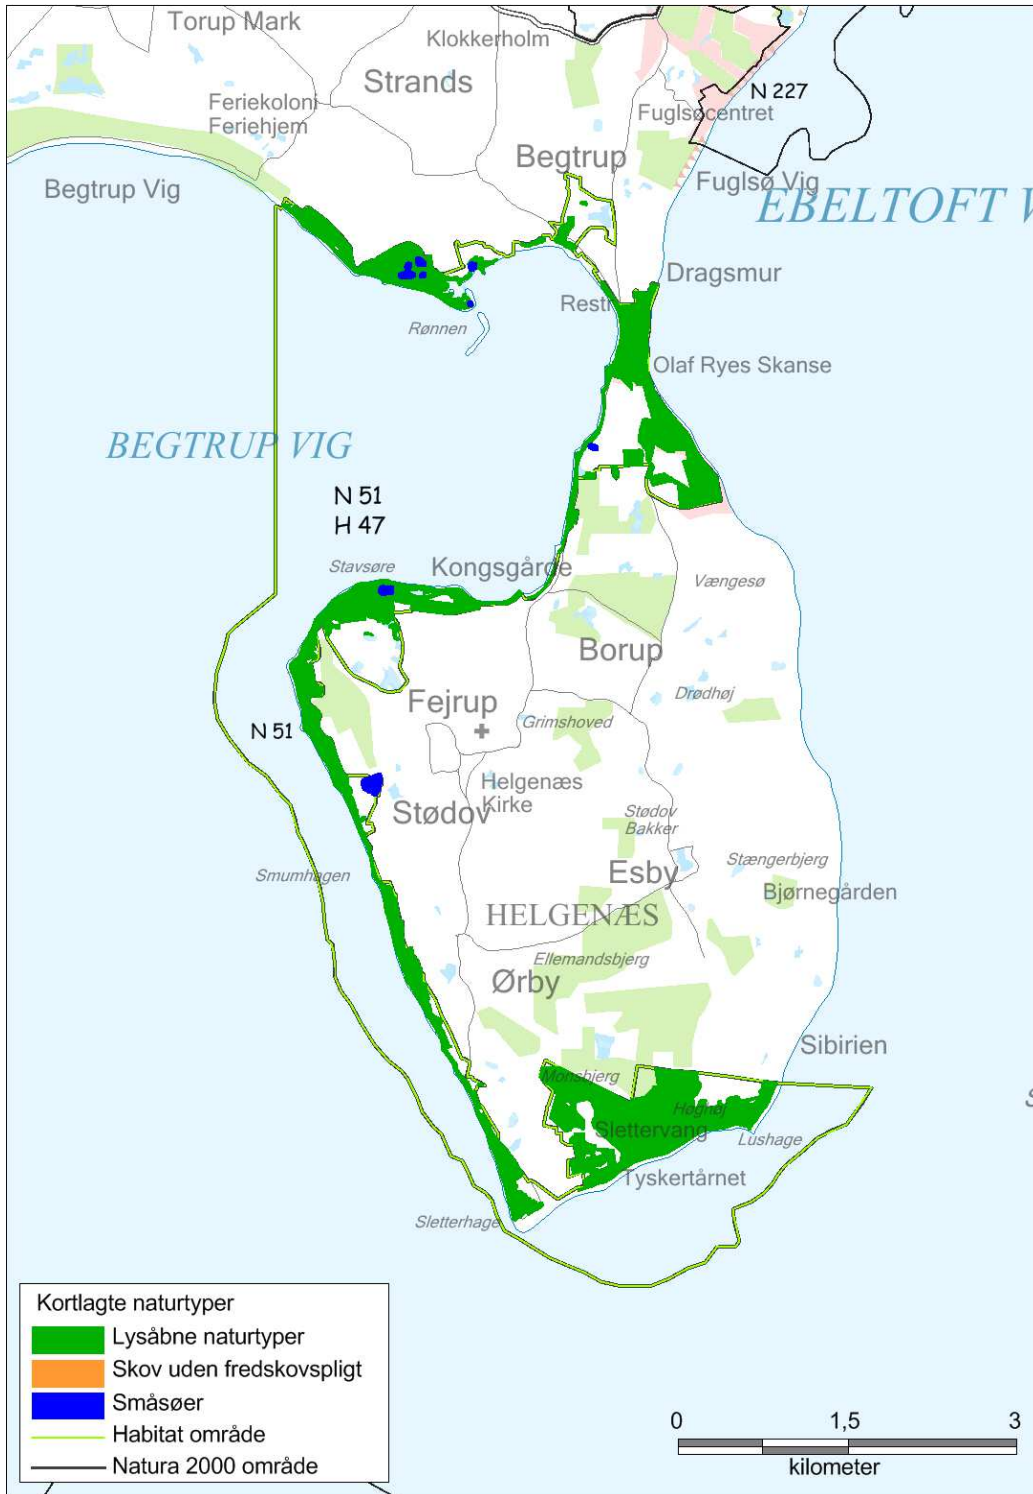 Torup Mark
Klokkerholm
Strands
N 227
Feriekoloni
Feriehjem
Fuglsøcentret
Begtrup
Begtrup Vig
Fuglsø Vig
EBELTOFT V
Dragsmur
Restr
Rønnen
Olaf Ryes Skanse
BEGTRUP VIG
N 51
H 47
Stavsøre
Kongsgårde
Vængesø
Borup
Drødhøj
Fejrup
Grimshoved
N 51
Helgenæs
Kirke
Stødov
Stødov
Bakker
Stængerbjerg
Esby
Smumhagen
Bjørnegården
HELGENÆS
Ellemandsbjerg
Ørby
Sibirien
Monsbjerg
S
Høghøj
Slettervang
Lushage
Tyskertårnet
Sletterhage
Kortlagte naturtyper
Lysåbne naturtyper
Skov uden fredskovspligt
Småsøer
Habitat område
Natura 2000 område
0 1,5 3
kilometer